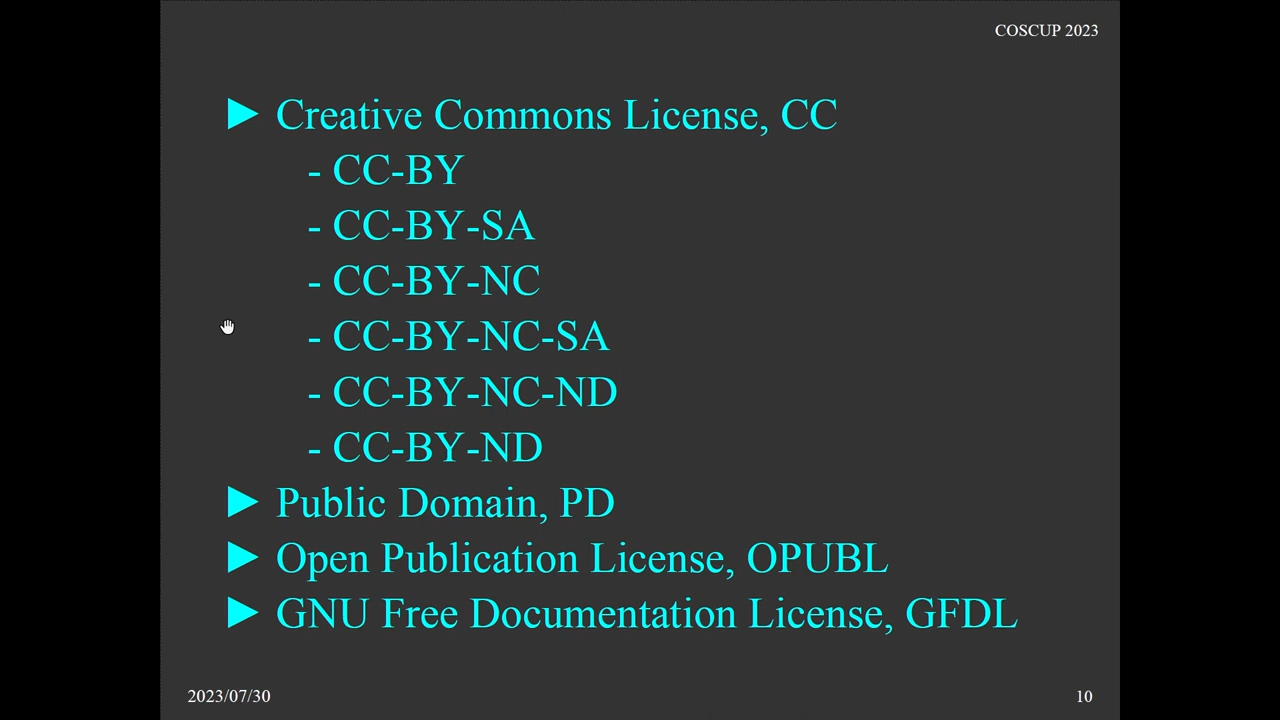 COSCUP 2023
► Creative Commons License, CC
- CC-BY
- CC-BY-SA
- CC-BY-NC
- CC-BY-NC-SA
- CC-BY-NC-ND
- CC-BY-ND
► Public Domain, PD
► Open Publication License, OPUBL
► GNU Free Documentation License, GFDL
2023/07/30
10